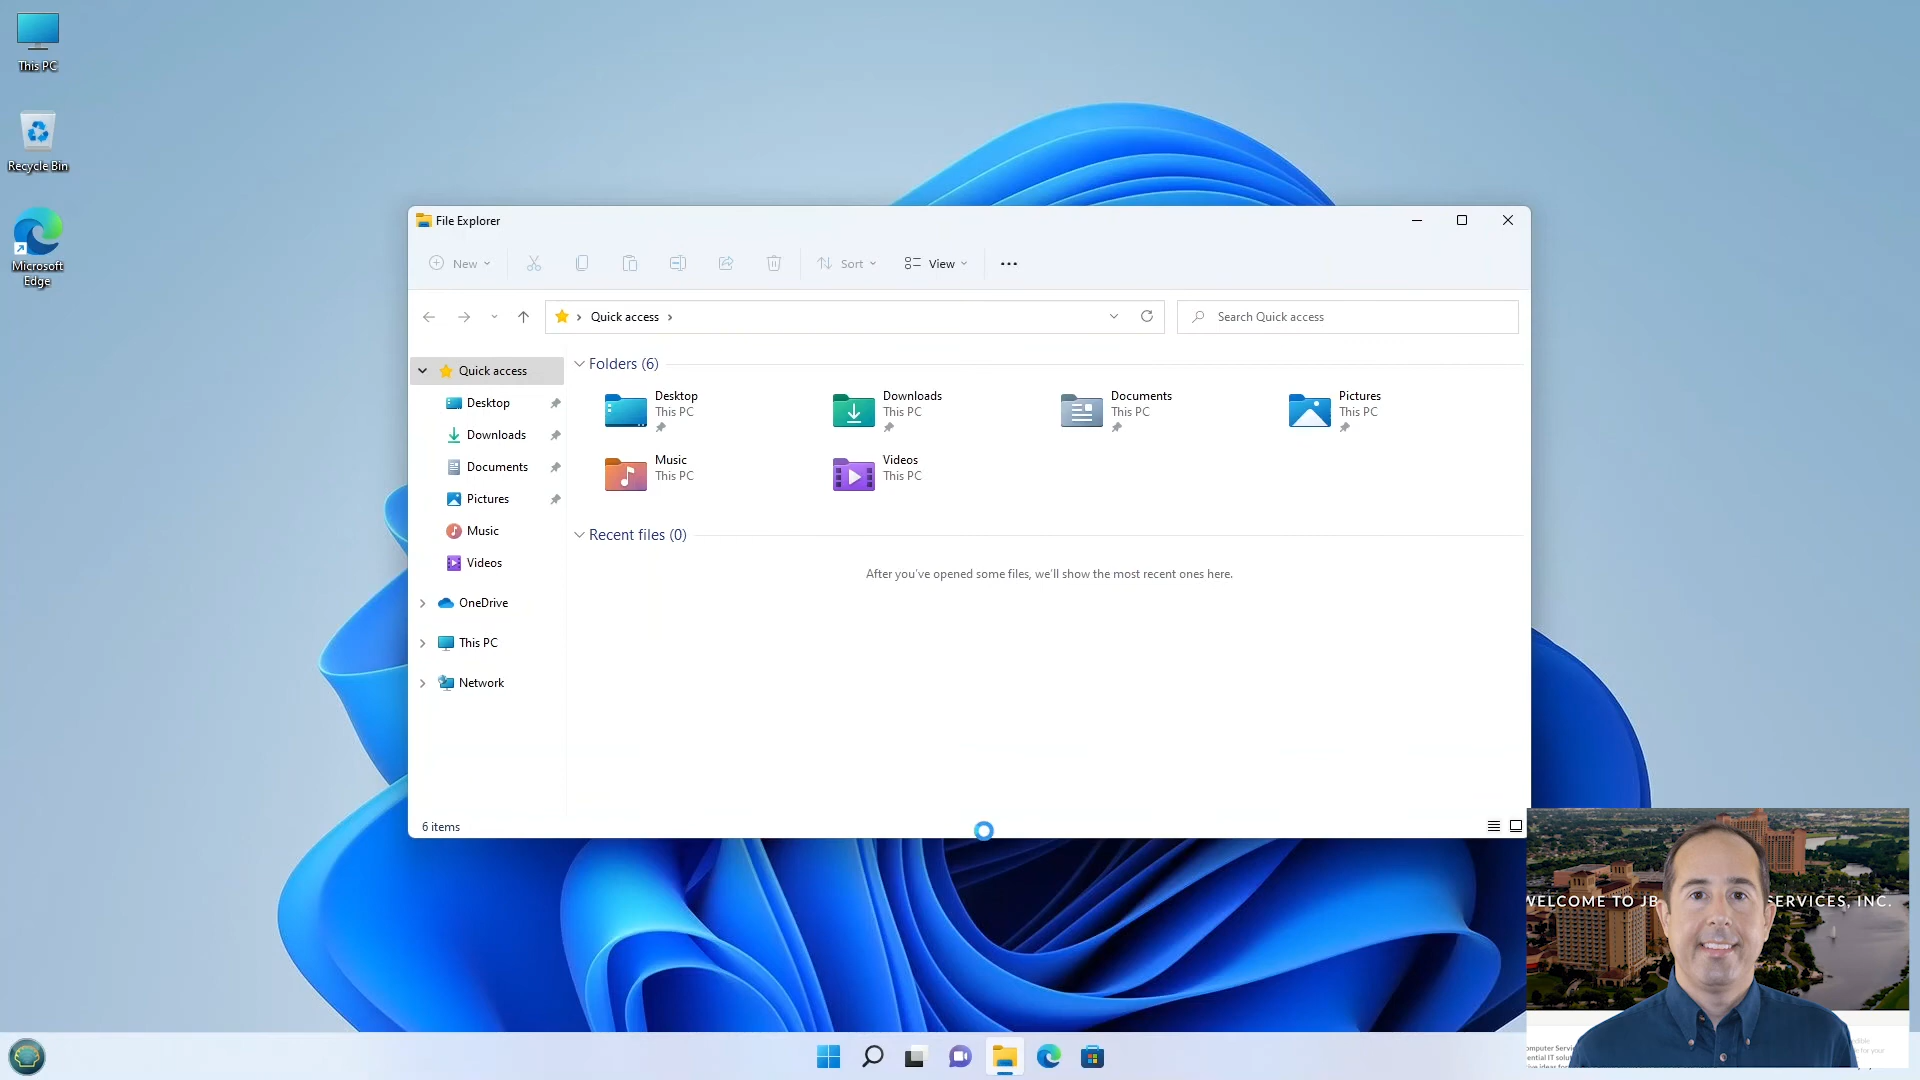 This PC
Recycle Bin
Microsoft
Edge
File Explorer
New
Sort
View
Quick access
Search Quick access
Quick access
Desktop
Downloads
Documents
Pictures
Music
Videos
OneDrive
This PC
Network
Folders (6)
Desktop
This PC
Downloads
This PC
Documents
This PC
Pictures
This PC
Music
This PC
Videos
This PC
Recent files (0)
After you've opened some files, we'll show the most recent ones here.
6 items
WELCOME TO JB SERVICES, INC.